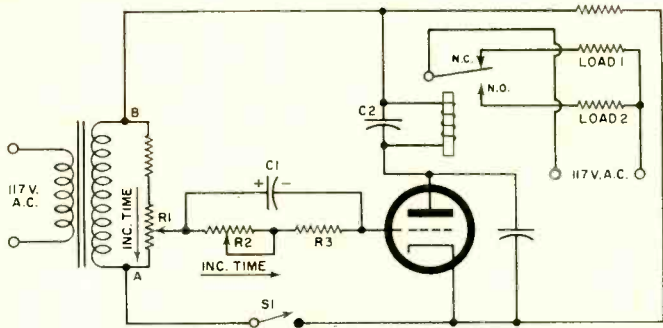 N.C.
LOAD 1
N.O.
LOAD 2
C2
B
117 V.
A.C.
INC. TIME
R1
C1
+ -
R2
R3
INC. TIME
A
S1
117 V. A.C.